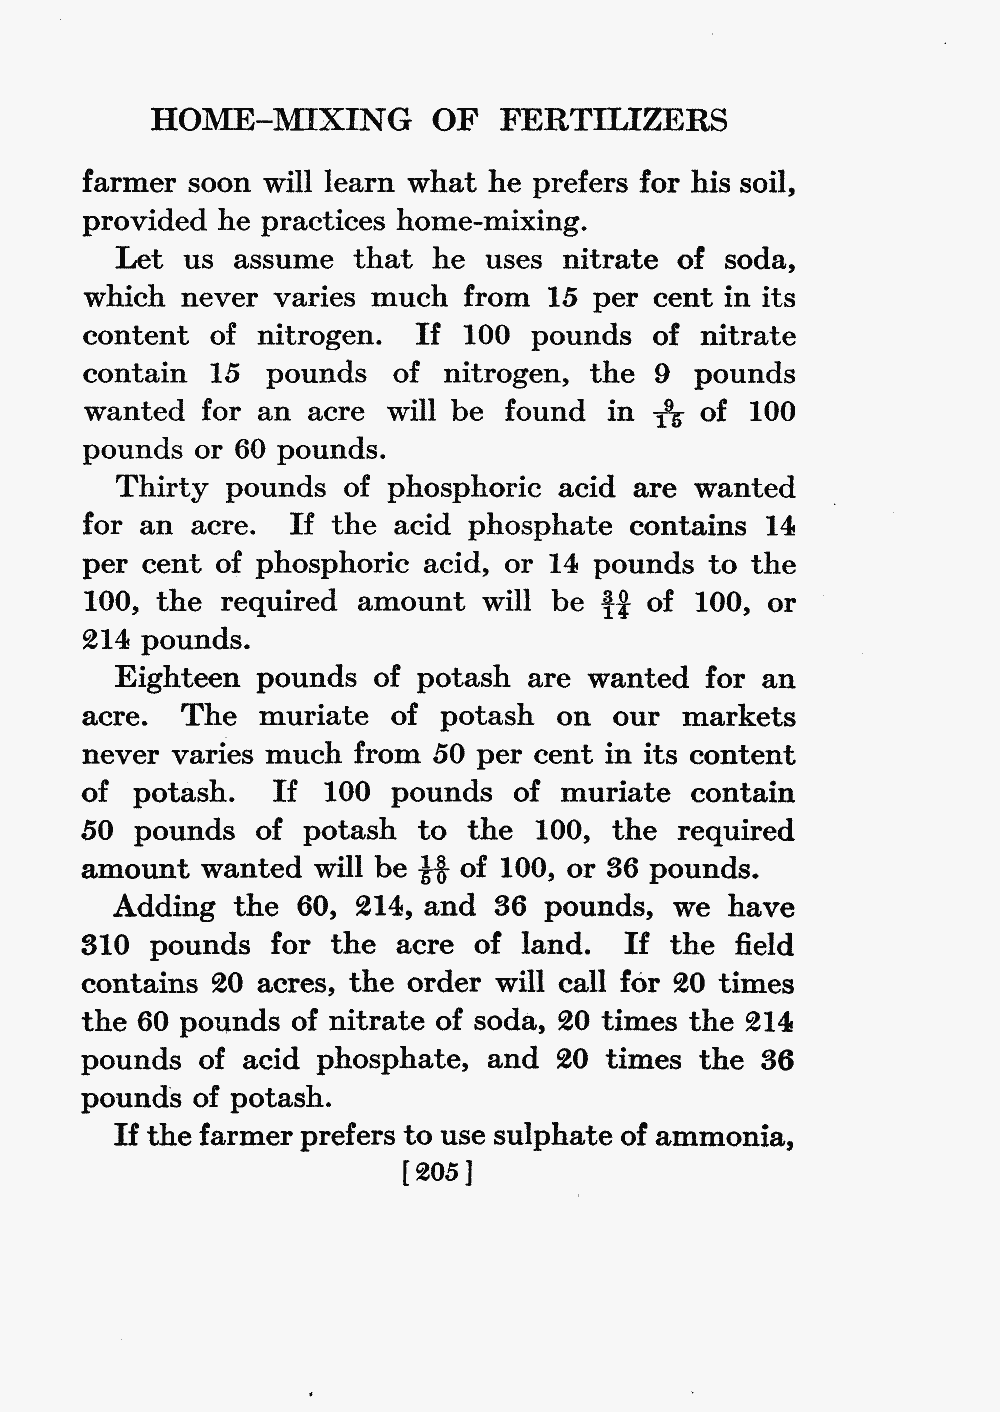 HOME-MIXING OF FERTILIZERS
farmer soon will learn what he prefers for his soil,
provided he practices home-mixing.
Let us assume that he uses nitrate of soda,
which never varies much from 15 per cent in its
content of nitrogen. If 100 pounds of nitrate
contain 15 pounds of nitrogen, the 9 pounds
wanted for an acre will be found in 9/15 of 100
pounds or 60 pounds.
Thirty pounds of phosphoric acid are wanted
for an acre. If the acid phosphate contains 14
per cent of phosphoric acid, or 14 pounds to the
100, the required amount will be 30/14 of 100, or
214 pounds.
Eighteen pounds of potash are wanted for an
acre. The muriate of potash on our markets
never varies much from 50 per cent in its content
of potash. If 100 pounds of muriate contain
50 pounds of potash to the 100, the required
amount wanted will be 18/50 of 100, or 36 pounds.
Adding the 60, 214, and 36 pounds, we have
310 pounds for the acre of land. If the field
contains 20 acres, the order will call for 20 times
the 60 pounds of nitrate of soda, 20 times the 214
pounds of acid phosphate, and 20 times the 36
pounds of potash.
If the farmer prefers to use sulphate of ammonia,
[205]